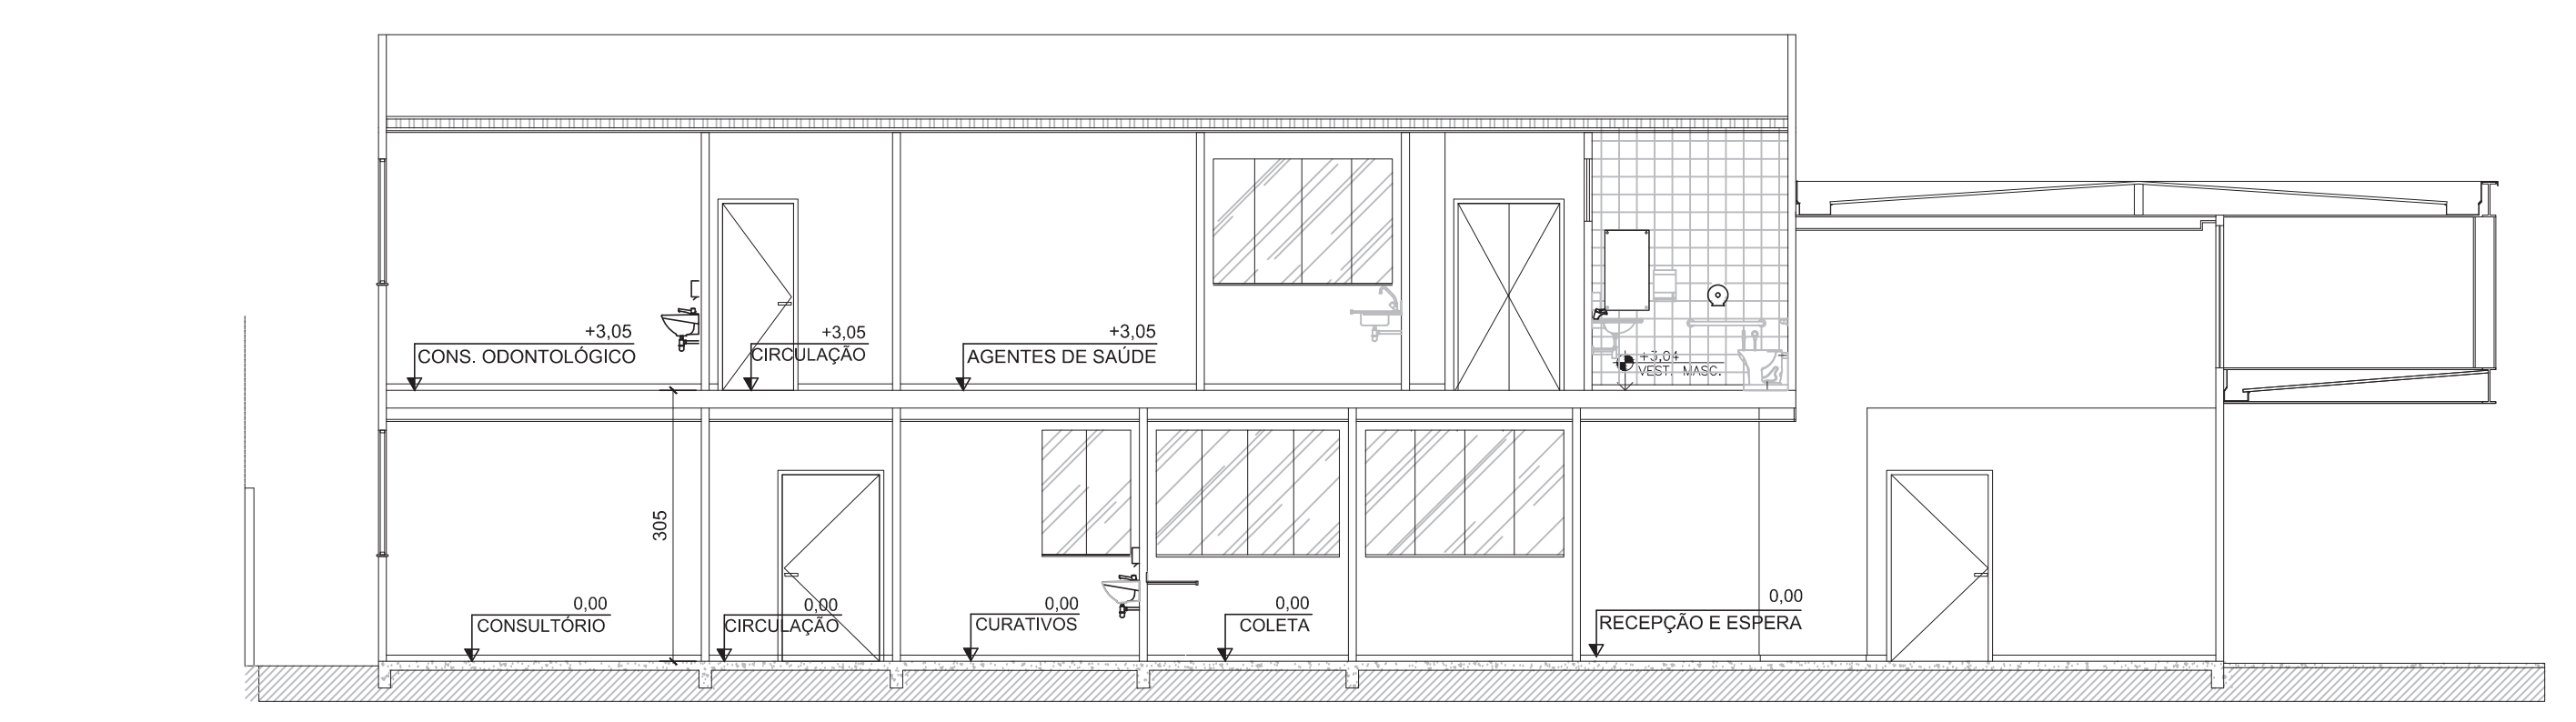 +3,05
CONS. ODONTOLÓGICO
+3,05
CIRCULAÇÃO
+3,05
AGENTES DE SAÚDE
+3,04
VEST. MASC.
305
0,00
CONSULTÓRIO
0,00
CIRCULAÇÃO
0,00
CURATIVOS
0,00
COLETA
0,00
RECEPÇÃO E ESPERA